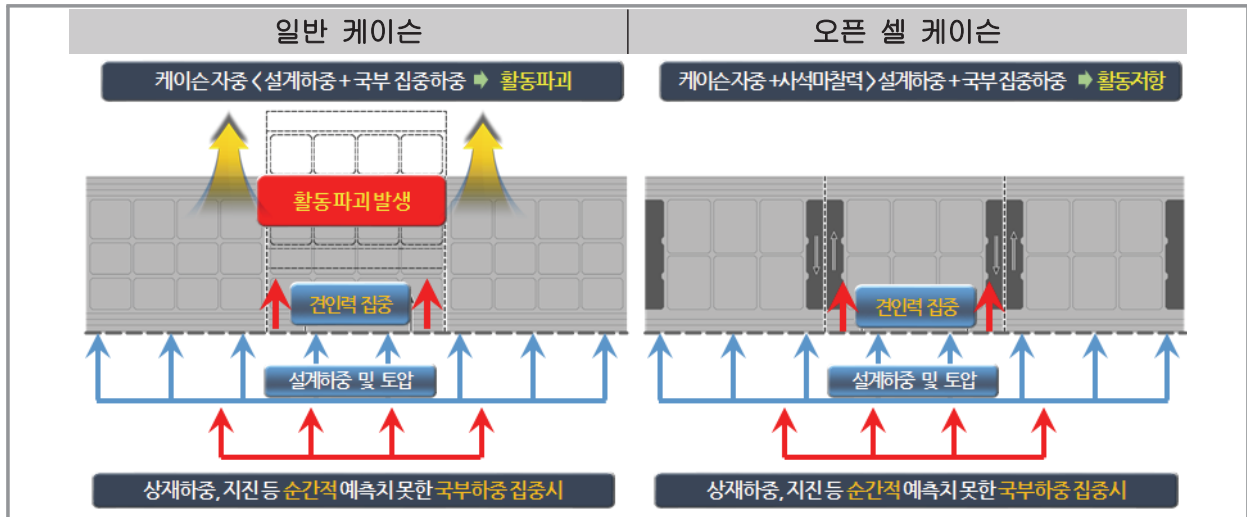 일반 케이슨
오픈 셀 케이슨
케이슨 자중 < 설계하중 + 국부 집중하중 ➡ 활동파괴
케이슨자중 +사석마찰력 > 설계하중 + 국부 집중하중 ➡ 활동저항
활동파괴발생
견인력 집중
견인력 집중
설계하중 및 토압
설계하중 및 토압
상재하중, 지진 등 순간적 예측치 못한 국부하중 집중시
상재하중, 지진 등 순간적 예측치 못한 국부하중 집중시